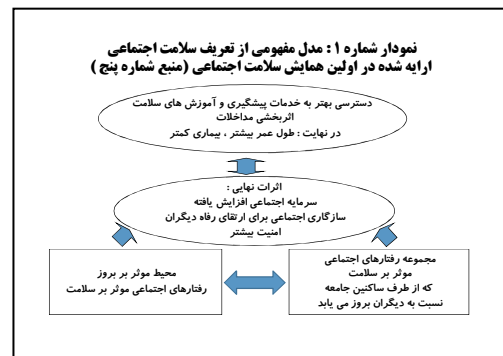 نمودار شماره ۱ : مدل مفهومی از تعریف سلامت اجتماعی
ارایه شده در اولین همایش سلامت اجتماعی (منبع شماره پنج )
دسترسی بهتر به خدمات پیشگیری و آموزش های سلامت
اثربخشی مداخلات
در نهایت : طول عمر بیشتر ، بیماری کمتر
اثرات نهایی :
سرمایه اجتماعی افزایش یافته
سازگاری اجتماعی برای ارتقای رفاه دیگران
امنیت بیشتر
مجموعه رفتارهای اجتماعی
موثر بر سلامت
که از طرف ساکنین جامعه
نسبت به دیگران بروز می یابد
محیط موثر بر بروز
رفتارهای اجتماعی موثر بر سلامت